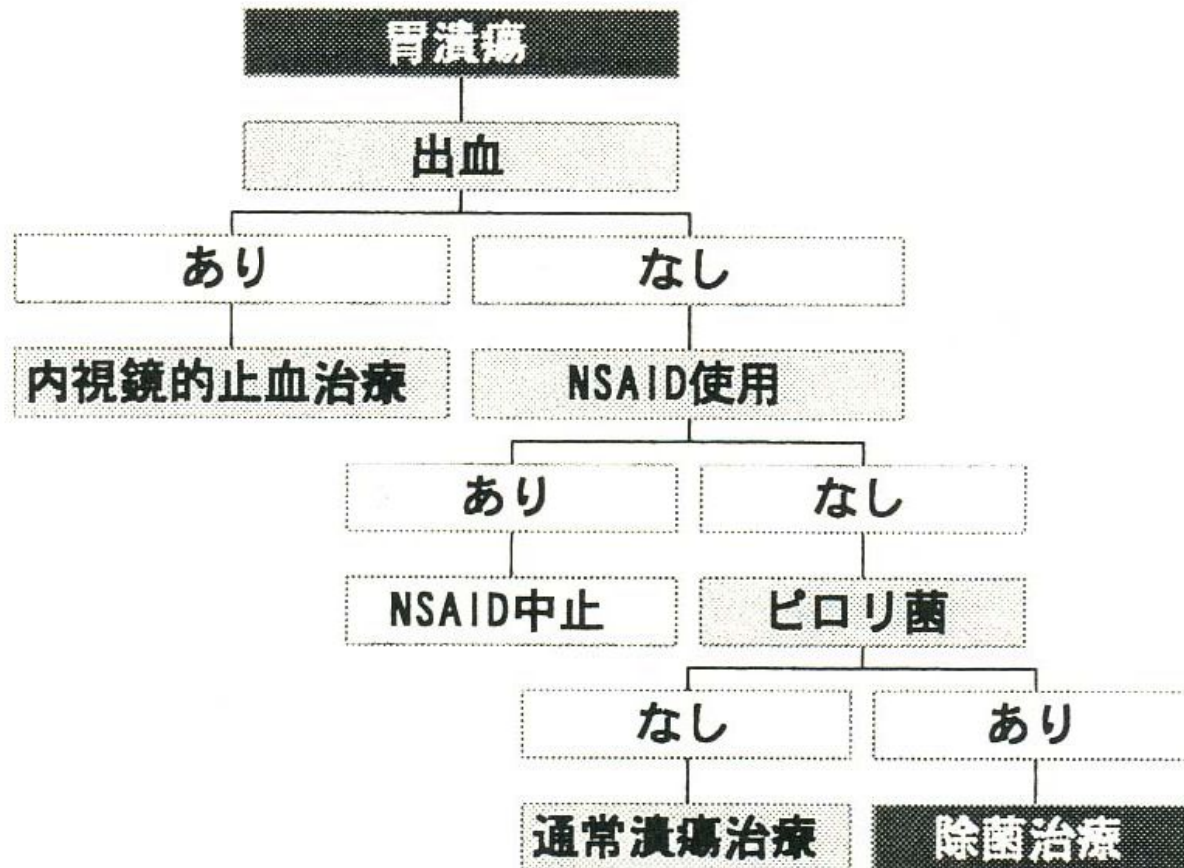 胃潰瘍
出血
あり
なし
内視鏡的止血治療
NSAID使用
あり
なし
NSAID中止
ピロリ菌
なし
あり
通常潰瘍治療
除菌治療